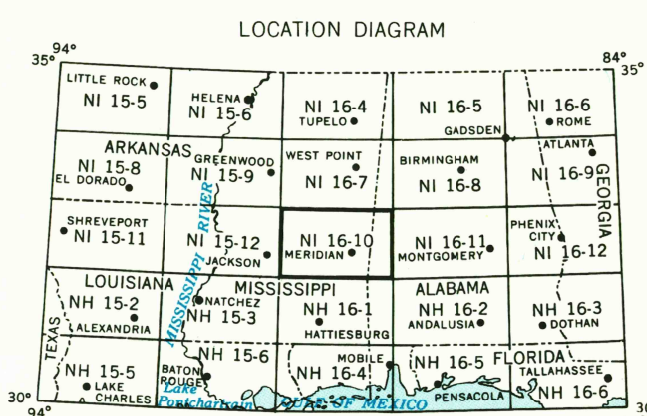 LOCATION DIAGRAM
94°
84°
35°
35°
LITTLE ROCK
NI 15-5
HELENA
NI 15-6
NI 16-4
TUPELO
NI 16-5
GADSDEN
NI 16-6
ROME
ARKANSAS
NI 15-8
EL DORADO
GREENWOOD
NI 15-9
WEST POINT
NI 16-7
BIRMINGHAM
NI 16-8
ATLANTA
NI 16-9
GEORGIA
SHREVEPORT
NI 15-11
MISSISSIPPI RIVER
NI 15-12
JACKSON
NI 16-10
MERIDIAN
NI 16-11
MONTGOMERY
PHENIX
CITY
NI 16-12
LOUISIANA
NH 15-2
ALEXANDRIA
MISSISSIPPI
NATCHEZ
NH 15-3
NH 16-1
HATTIESBURG
ALABAMA
NH 16-2
ANDALUSIA
NH 16-3
DOTHAN
TEXAS
NH 15-5
LAKE
CHARLES
NH 15-6
BATON
ROUGE
Lake
Pontchartrain
MOBILE
NH 16-4
GULF OF MEXICO
NH 16-5
PENSACOLA
FLORIDA
TALLAHASSEE
NH 16-6
30°
94°
30